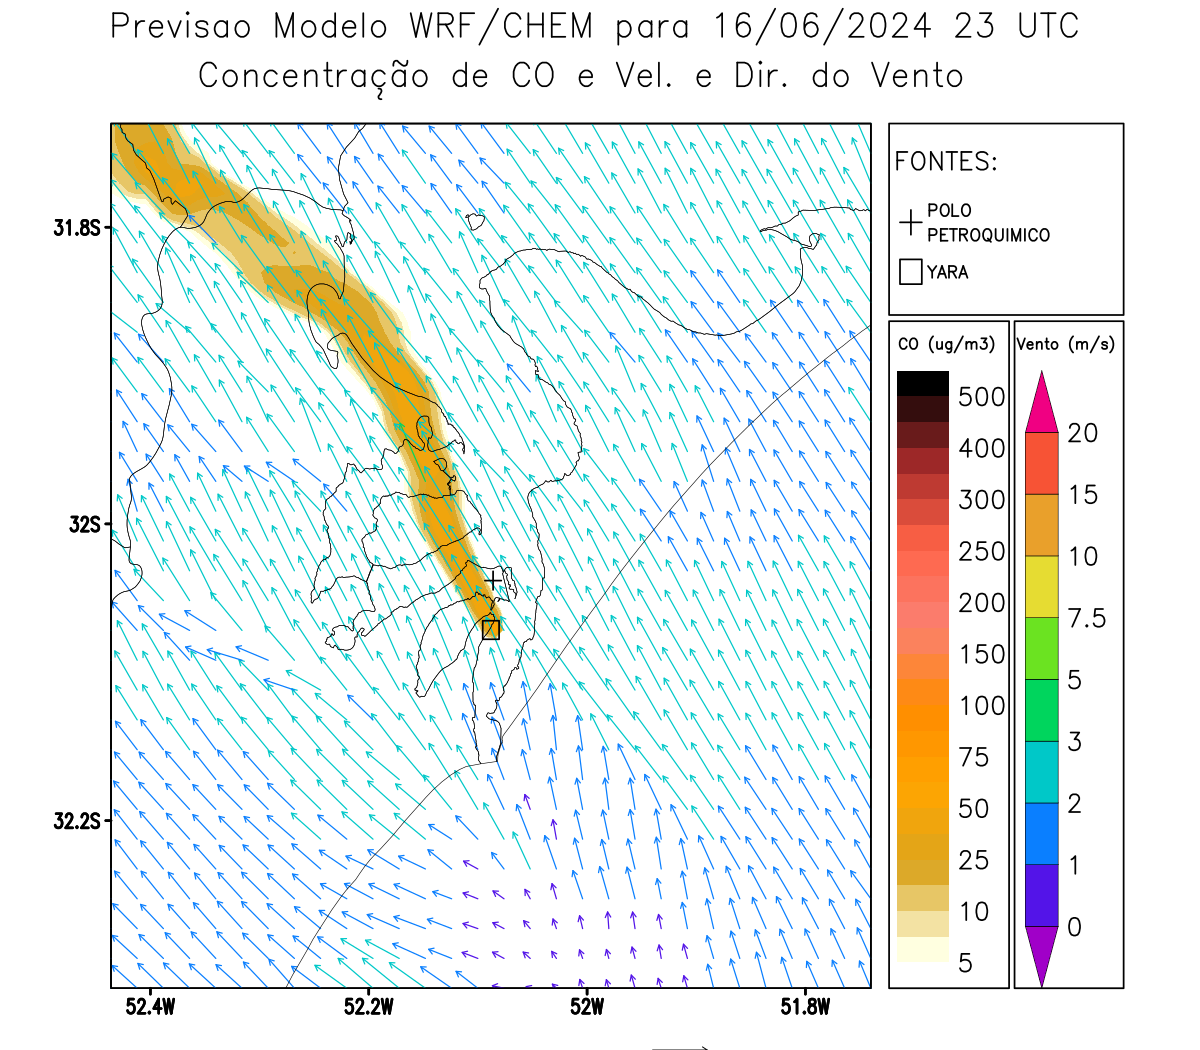 Previsao Modelo WRF/CHEM para 16/06/2024 23 UTC
Concentração de CO e Vel. e Dir. do Vento
FONTES:
POLO
PETROQUIMICO
YARA
31.8S
32S
32.2S
52.4W
52.2W
52W
51.8W
CO (ug/m3)
500
400
300
250
200
150
100
75
50
25
10
5
Vento (m/s)
20
15
10
7.5
5
3
2
1
0